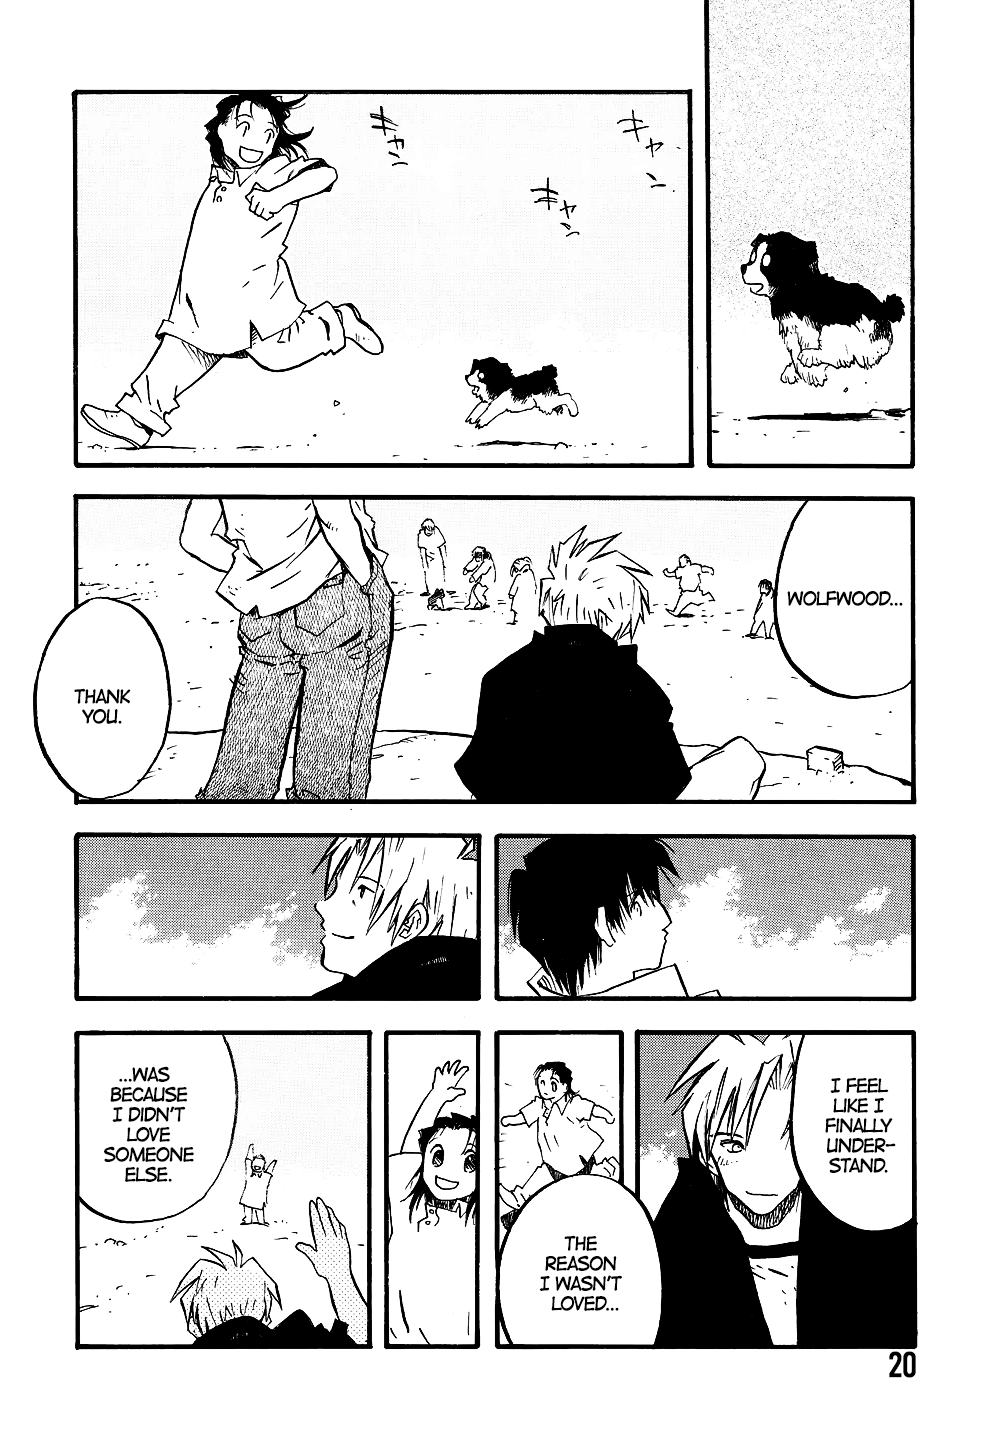 キャン
キャン
キャン
WOLFWOOD...
THANK
YOU.
I FEEL
LIKE I
FINALLY
UNDER-
STAND.
THE
REASON
I WASN'T
LOVED...
...WAS
BECAUSE
I DIDN'T
LOVE
SOMEONE
ELSE.
20